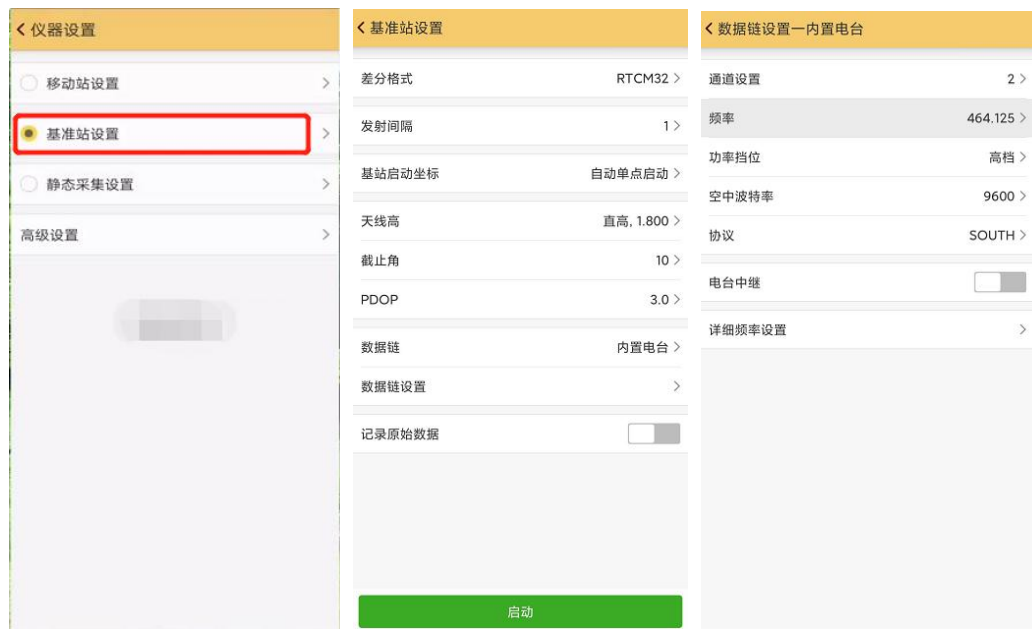 仪器设置
移动站设置
基准站设置
静态采集设置
高级设置
基准站设置
差分格式 RTCM32
发射间隔 1
基站启动坐标 自动单点启动
天线高 直高, 1.800
截止角 10
PDOP 3.0
数据链 内置电台
数据链设置
记录原始数据
启动
数据链设置一内置电台
通道设置 2
频率 464.125
功率挡位 高档
空中波特率 9600
协议 SOUTH
电台中继
详细频率设置